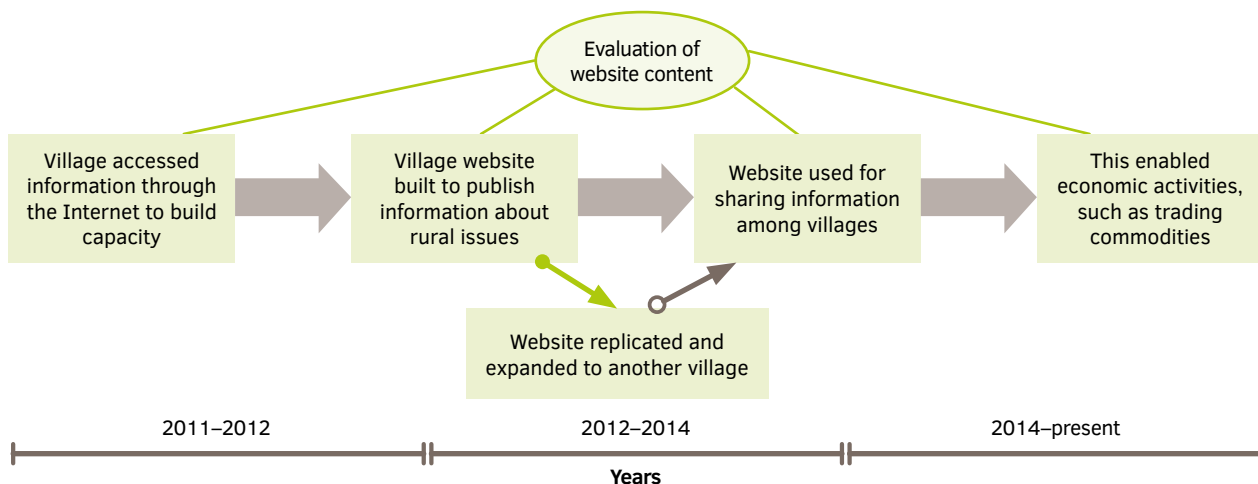 Evaluation of
website content
Village accessed
information through
the Internet to build
capacity
Village website
built to publish
information about
rural issues
Website used for
sharing information
among villages
This enabled
economic activities,
such as trading
commodities
Website replicated and
expanded to another village
2011–2012
2012–2014
2014–present
Years